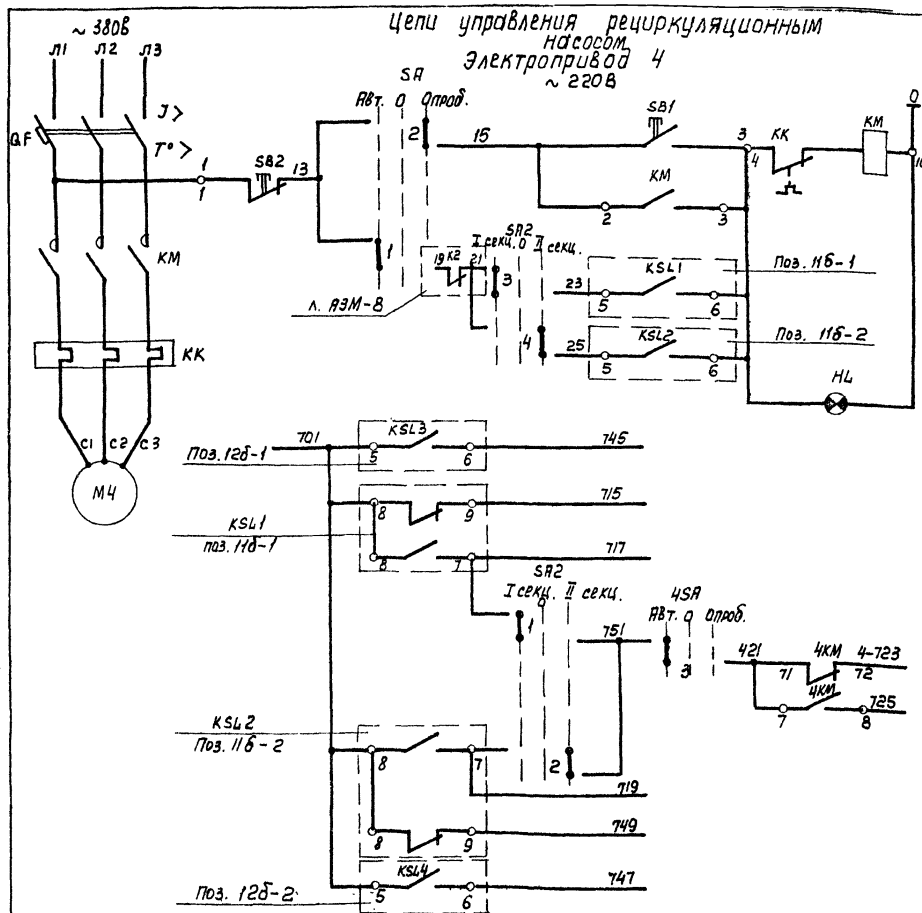 Цепи управления рециркуляционным
насосом
Электропривод 4
~ 220В
~ 380В
Л1 Л2 Л3
QF
I >
T° >
1
1
SB2
13
SA
Авт. О Опроб.
2
15
SB1
3
4
KK
KM
0
KM
2
3
1
KM
KK
C1 C2 C3
М4
SA2
I секц. О II секц.
19 K2 21
3
4
л. АЭМ-8
23
KSL1
5
6
Поз. 11б-1
25
KSL2
5
6
Поз. 11б-2
HL
701
KSL3
5
6
745
Поз. 12б-1
8
9
715
KSL1
поз. 11б-1
8
7
717
SA2
I секц. О II секц.
1
751
4SA
Авт. О Опроб.
3
421
71
4KM
72
4-723
4KM
7
8
725
KSL2
Поз. 11б-2
8
7
2
719
8
9
749
KSL4
5
6
747
Поз. 12б-2